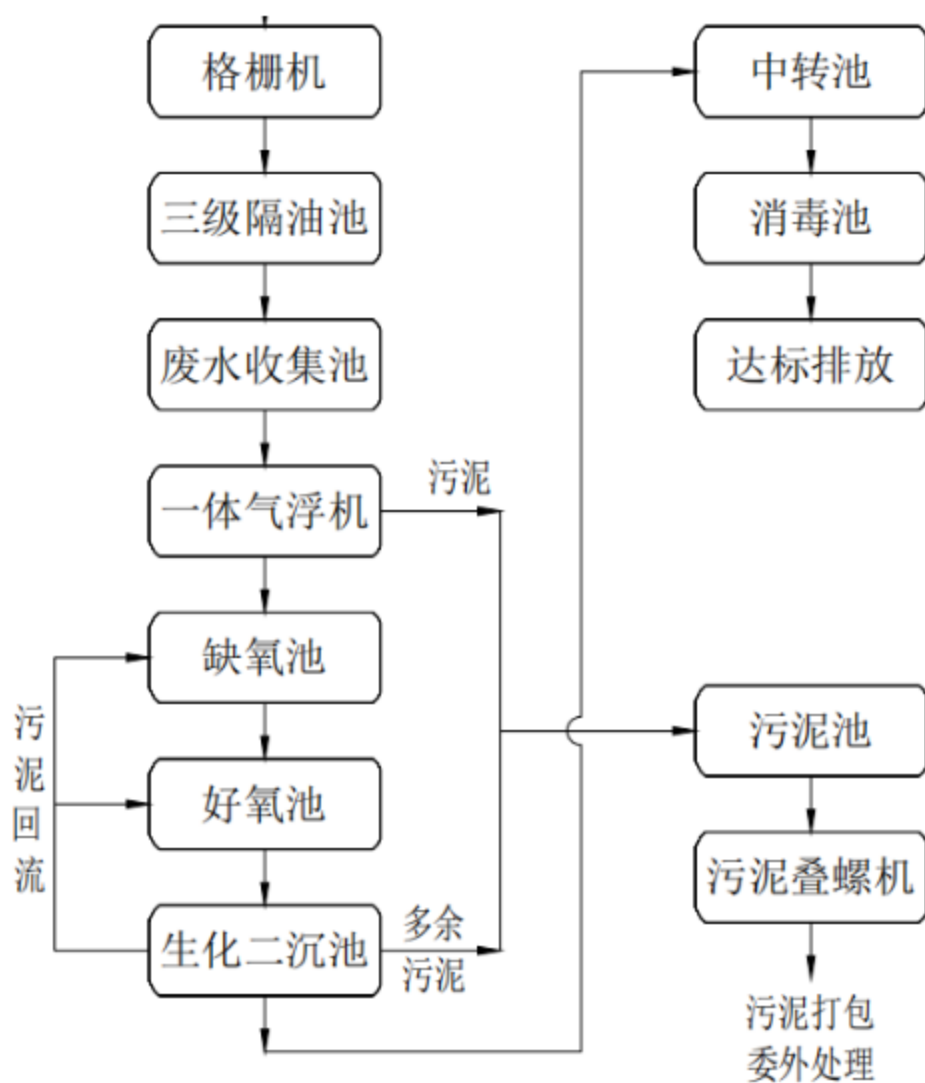 格栅机
三级隔油池
废水收集池
一体气浮机
污泥
缺氧池
好氧池
生化二沉池
污
泥
回
流
多余
污泥
中转池
消毒池
达标排放
污泥池
污泥叠螺机
污泥打包
委外处理